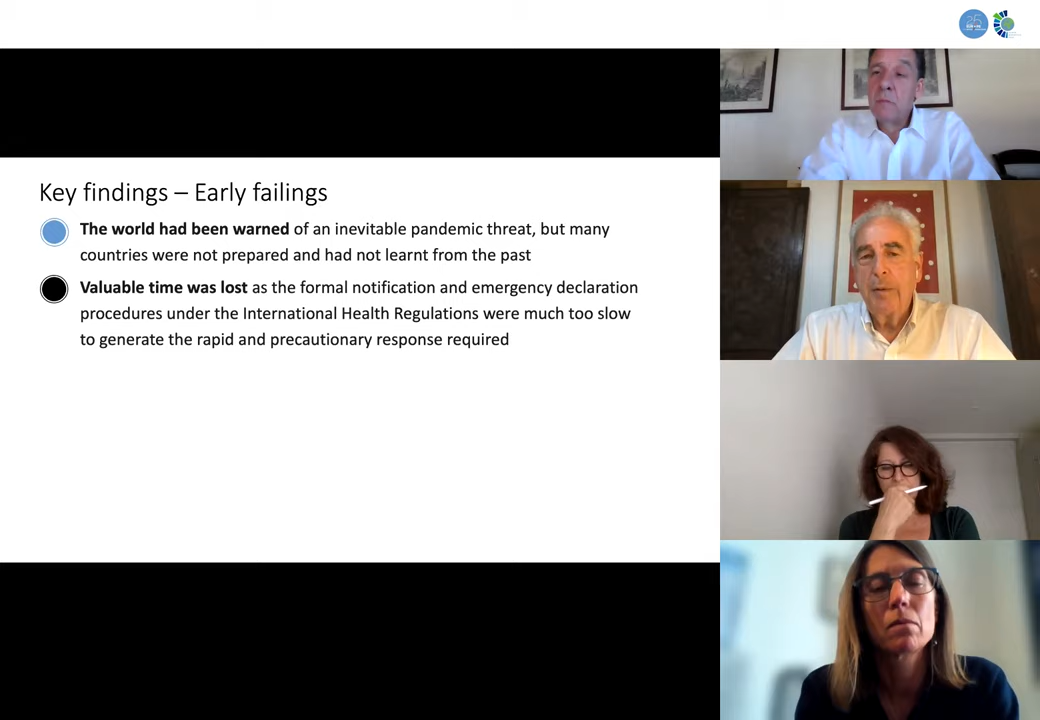 Key findings – Early failings
The world had been warned of an inevitable pandemic threat, but many
countries were not prepared and had not learnt from the past
Valuable time was lost as the formal notification and emergency declaration
procedures under the International Health Regulations were much too slow
to generate the rapid and precautionary response required